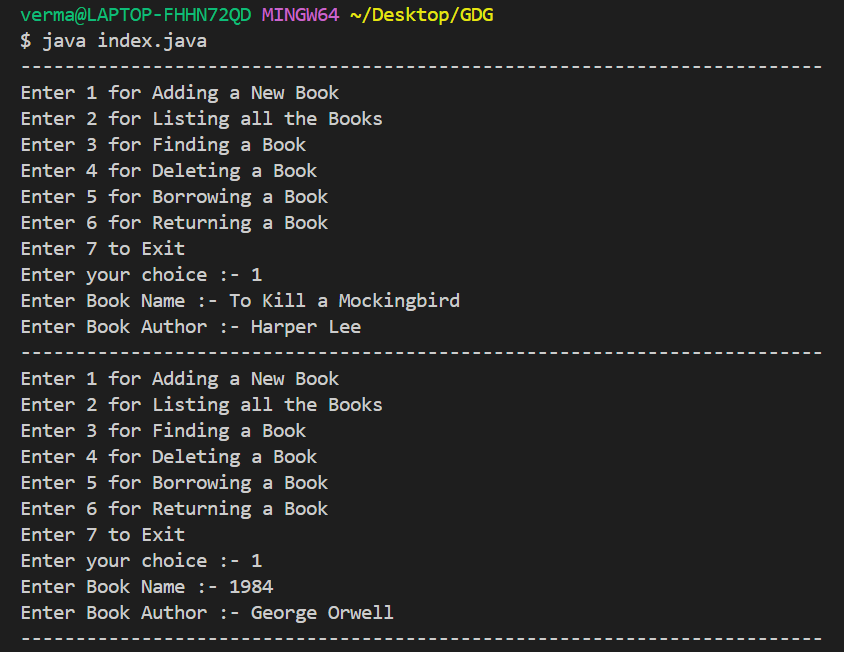 verma@LAPTOP-FHHN72QD MINGW64 ~/Desktop/GDG
$ java index.java
-------------------------------------------------------------------------
Enter 1 for Adding a New Book
Enter 2 for Listing all the Books
Enter 3 for Finding a Book
Enter 4 for Deleting a Book
Enter 5 for Borrowing a Book
Enter 6 for Returning a Book
Enter 7 to Exit
Enter your choice :- 1
Enter Book Name :- To Kill a Mockingbird
Enter Book Author :- Harper Lee
-------------------------------------------------------------------------
Enter 1 for Adding a New Book
Enter 2 for Listing all the Books
Enter 3 for Finding a Book
Enter 4 for Deleting a Book
Enter 5 for Borrowing a Book
Enter 6 for Returning a Book
Enter 7 to Exit
Enter your choice :- 1
Enter Book Name :- 1984
Enter Book Author :- George Orwell
-------------------------------------------------------------------------